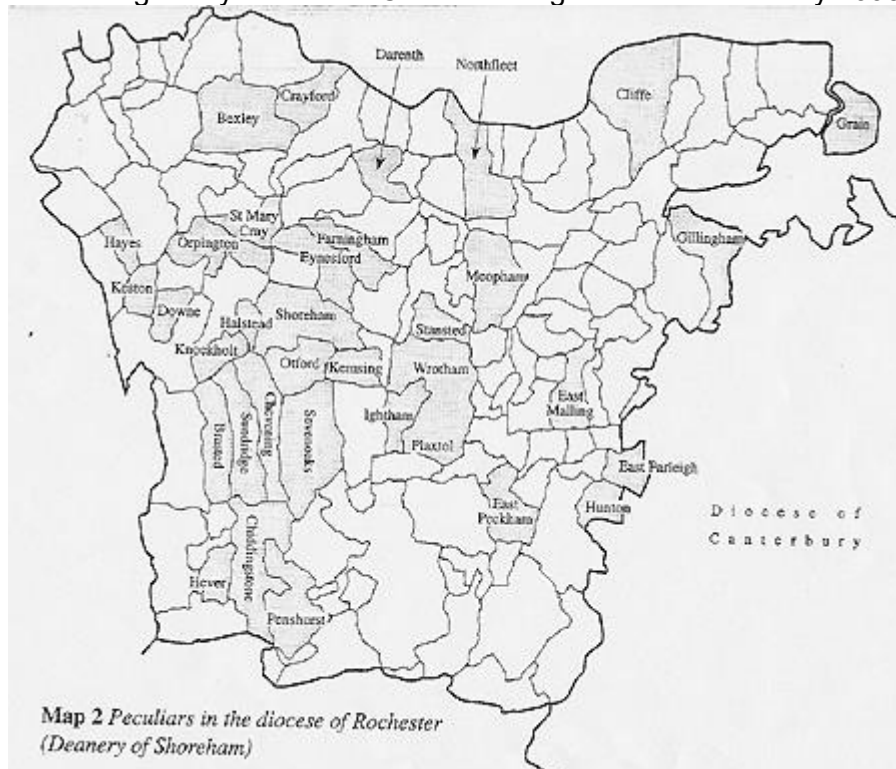 Darenth
Northfleet
Crayford
Cliffe
Bexley
Grain
St Mary
Cray
Hayes
Orpington
Farningham
Gillingham
Eynesford
Meopham
Keston
Downe
Shoreham
Halstead
Stansted
Knockholt
Otford
Kemsing
Wrotham
East
Malling
Ightham
Brasted
Sundridge
Chevening
Sevenoaks
Plaxtol
East Farleigh
East
Peckham
Hunton
Diocese of
Canterbury
Chiddingstone
Hever
Penshurst
Map 2 Peculiars in the diocese of Rochester
(Deanery of Shoreham)